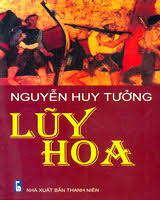 NGUYỄN HUY TƯỞNG
LŨY
HOA
NHÀ XUẤT BẢN THANH NIÊN